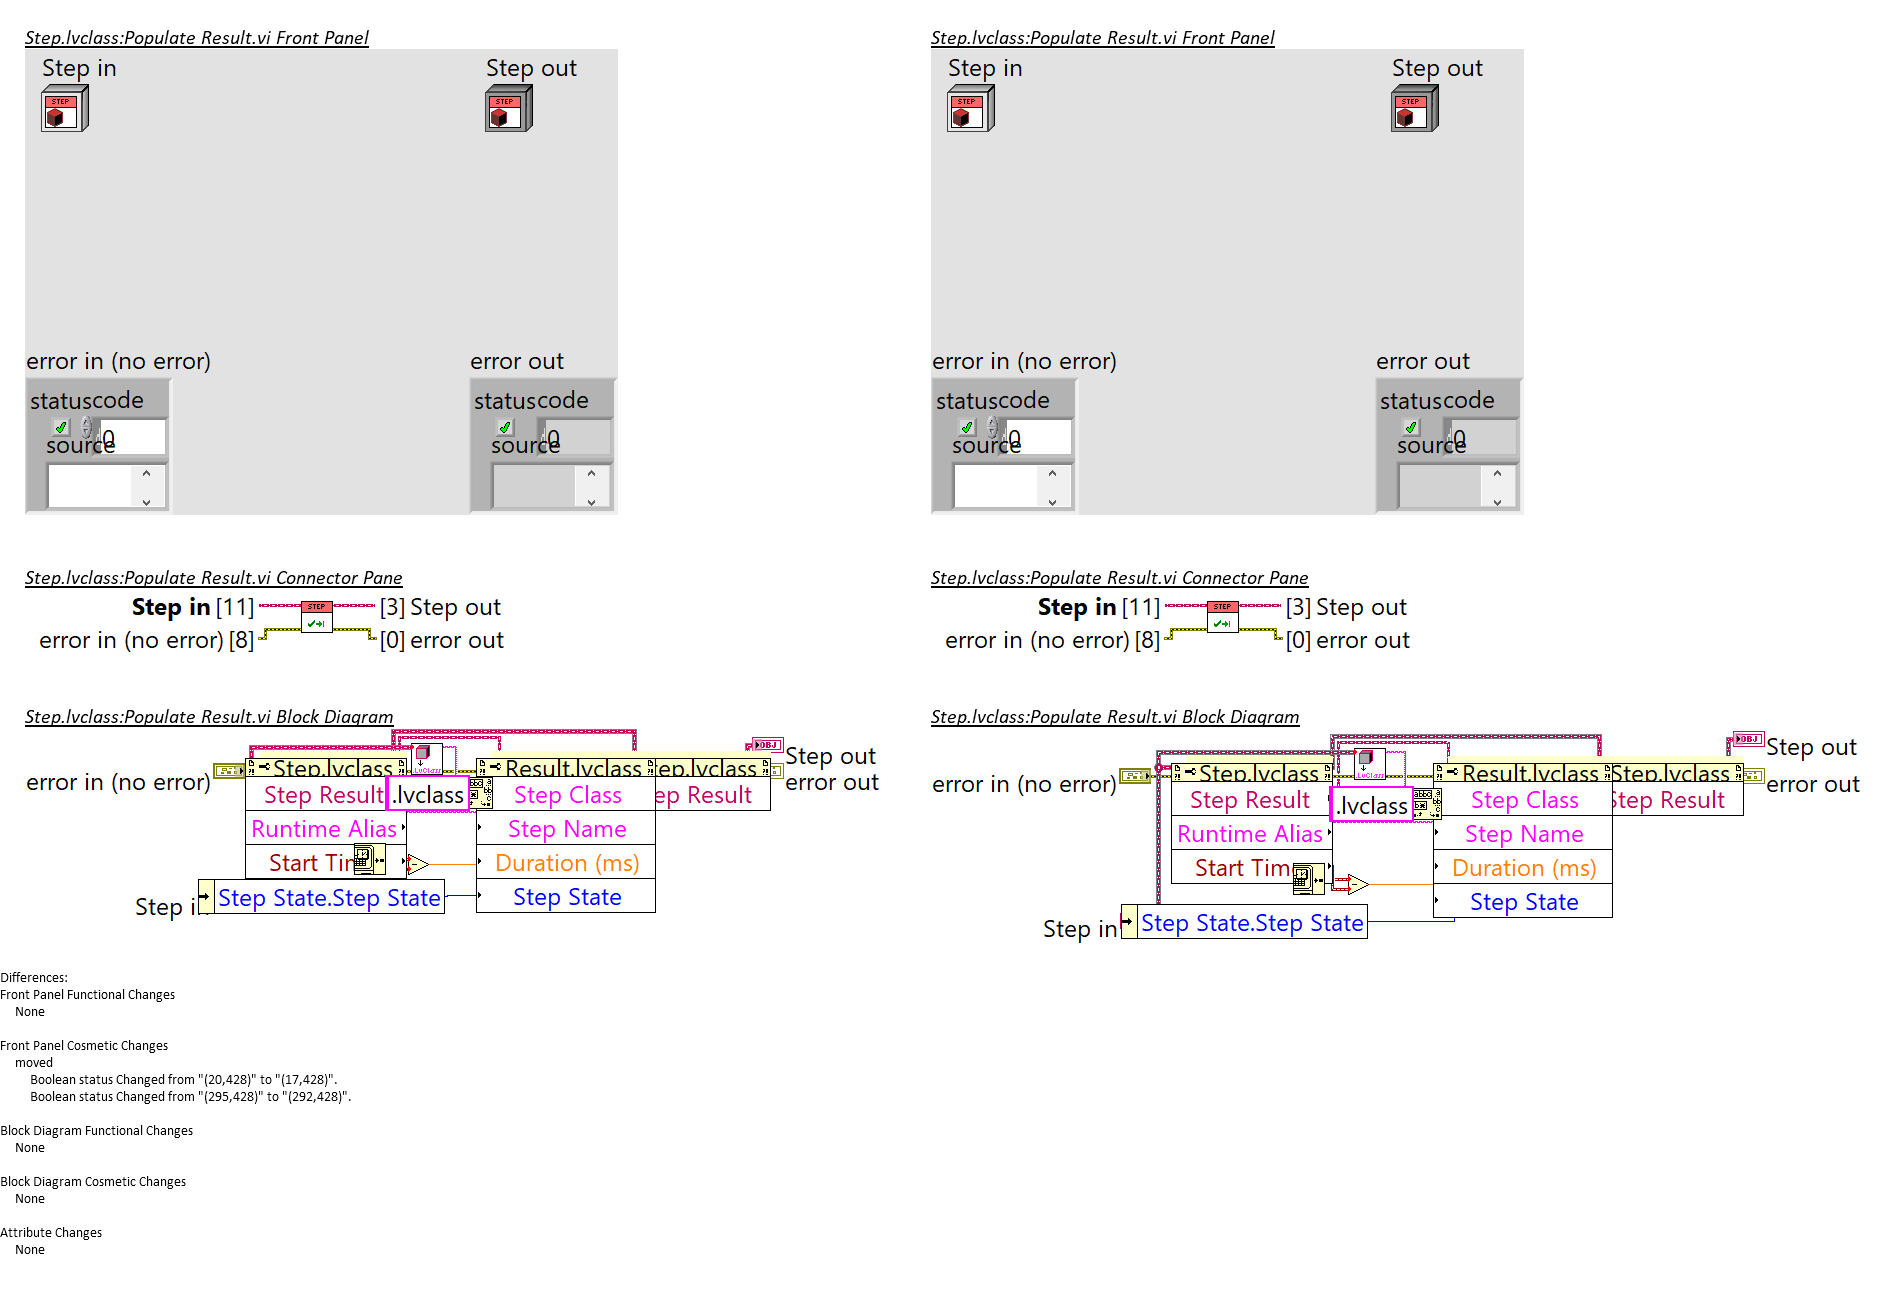 Step.lvclass:Populate Result.vi Front Panel
Step in
Step out
STEP
STEP
error in (no error)
error out
status code
0
source
status code
0
source
Step.lvclass:Populate Result.vi Connector Pane
Step in [11]
STEP
[3] Step out
error in (no error) [8]
[0] error out
Step.lvclass:Populate Result.vi Block Diagram
OBJ
Step out
error in (no error)
Step.lvclass
Result.lvclass
ep.lvclass
error out
Step Result
.lvclass
Step Class
ep Result
Runtime Alias
Step Name
Start Tim
Duration (ms)
Step i
Step State.Step State
Step State
Step.lvclass:Populate Result.vi Front Panel
Step in
Step out
STEP
STEP
error in (no error)
error out
status code
0
source
status code
0
source
Step.lvclass:Populate Result.vi Connector Pane
Step in [11]
STEP
[3] Step out
error in (no error) [8]
[0] error out
Step.lvclass:Populate Result.vi Block Diagram
OBJ
Step out
error in (no error)
Step.lvclass
Result.lvclass
Step.lvclass
error out
Step Result
.lvclass
Step Class
Step Result
Runtime Alias
Step Name
Start Tim
Duration (ms)
Step in
Step State.Step State
Step State
Differences:
Front Panel Functional Changes
None
Front Panel Cosmetic Changes
moved
Boolean status Changed from "(20,428)" to "(17,428)".
Boolean status Changed from "(295,428)" to "(292,428)".
Block Diagram Functional Changes
None
Block Diagram Cosmetic Changes
None
Attribute Changes
None